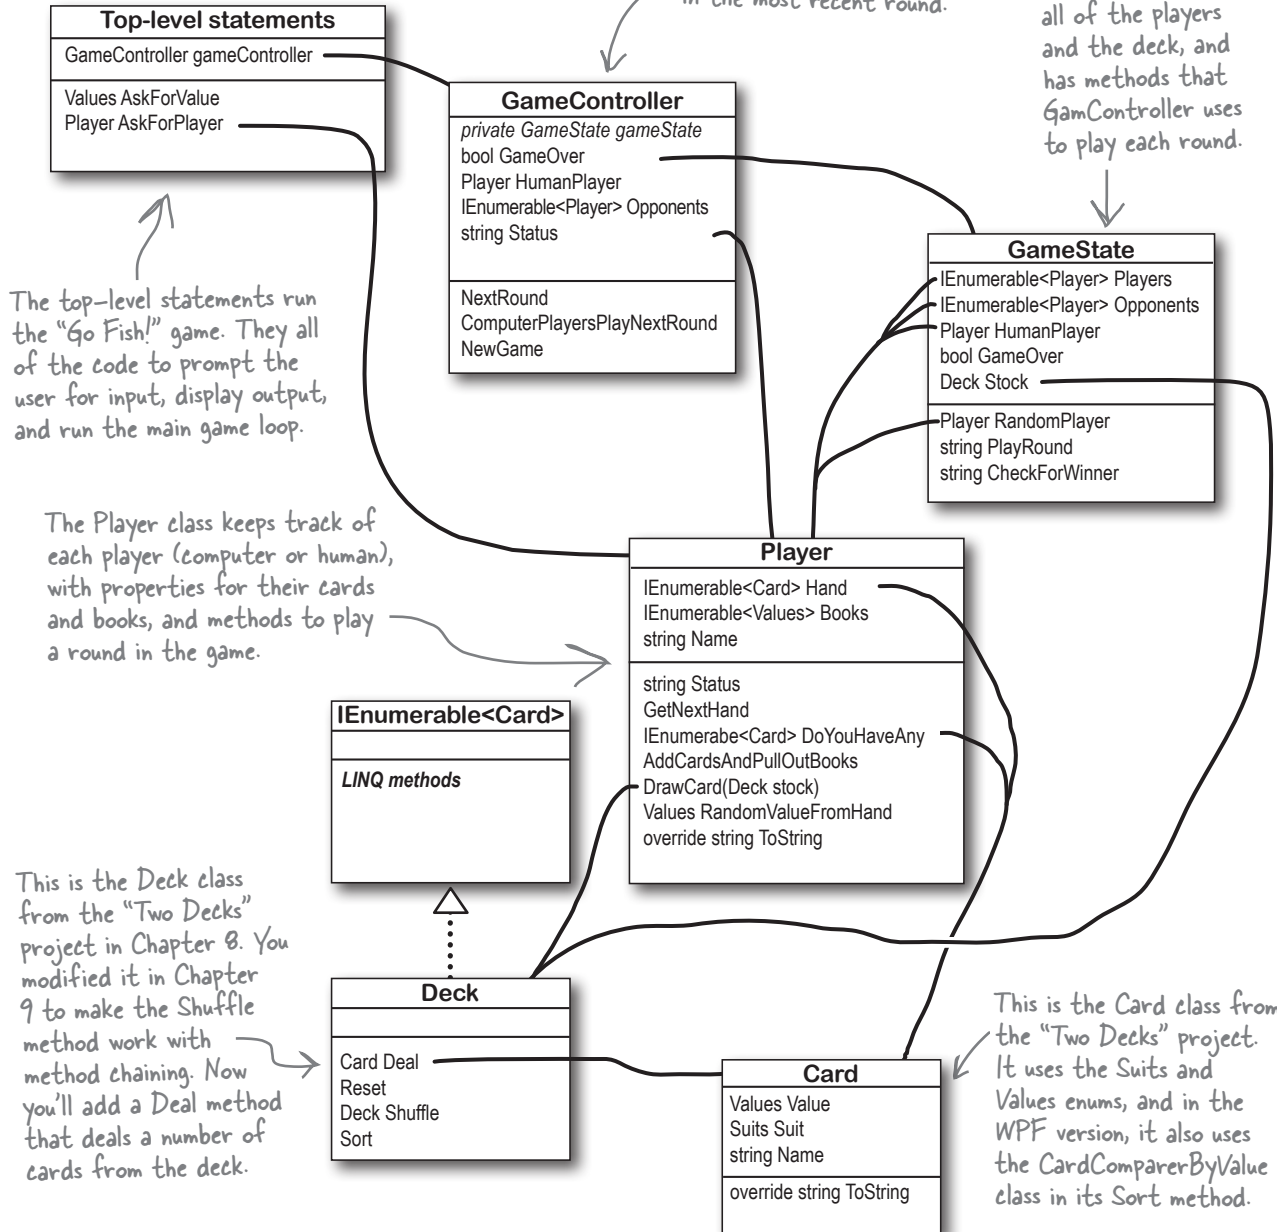 in the most recent round.
all of the players
and the deck, and
has methods that
GamController uses
to play each round.
Top-level statements
GameController gameController
Values AskForValue
Player AskForPlayer
GameController
private GameState gameState
bool GameOver
Player HumanPlayer
IEnumerable<Player> Opponents
string Status
NextRound
ComputerPlayersPlayNextRound
NewGame
GameState
IEnumerable<Player> Players
IEnumerable<Player> Opponents
Player HumanPlayer
bool GameOver
Deck Stock
Player RandomPlayer
string PlayRound
string CheckForWinner
The top-level statements run
the “Go Fish!” game. They all
of the code to prompt the
user for input, display output,
and run the main game loop.
The Player class keeps track of
each player (computer or human),
with properties for their cards
and books, and methods to play
a round in the game.
Player
IEnumerable<Card> Hand
IEnumerable<Values> Books
string Name
string Status
GetNextHand
IEnumerabe<Card> DoYouHaveAny
AddCardsAndPullOutBooks
DrawCard(Deck stock)
Values RandomValueFromHand
override string ToString
IEnumerable<Card>
LINQ methods
This is the Deck class
from the “Two Decks”
project in Chapter 8. You
modified it in Chapter
9 to make the Shuffle
method work with
method chaining. Now
you'll add a Deal method
that deals a number of
cards from the deck.
Deck
Card Deal
Reset
Deck Shuffle
Sort
Card
Values Value
Suits Suit
string Name
override string ToString
This is the Card class from
the “Two Decks” project.
It uses the Suits and
Values enums, and in the
WPF version, it also uses
the CardComparerByValue
class in its Sort method.